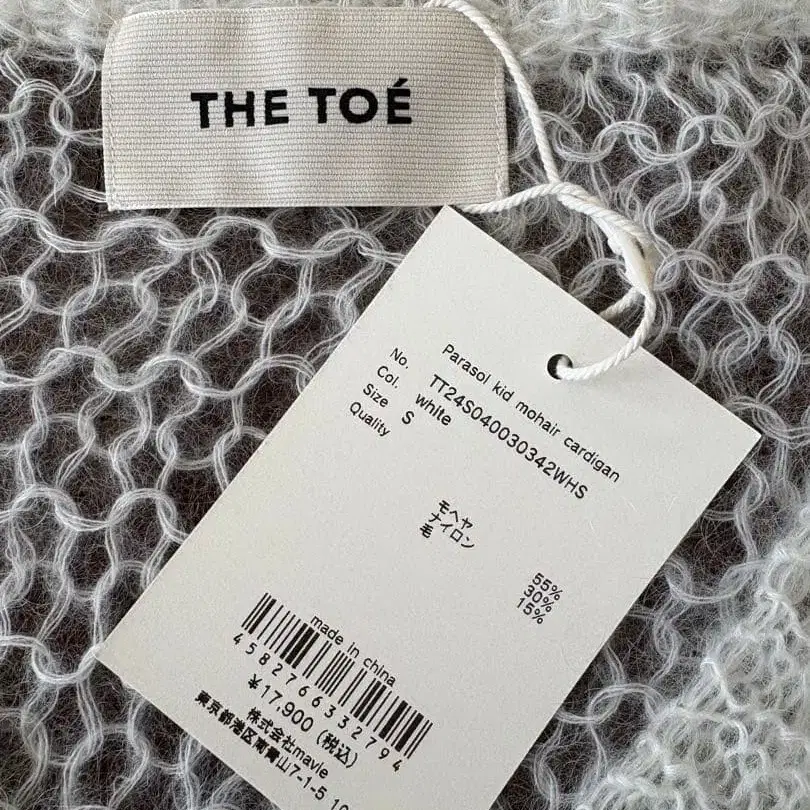 THE TOÉ
Parasol kid mohair cardigan
No. TT24S040030342WHS
Col. white
Size S
Quality
モヘヤ 55%
ナイロン 30%
毛 15%
made in china
4582766332794
¥17,900 (税込)
株式会社mavie
東京都港区南青山7-1-5